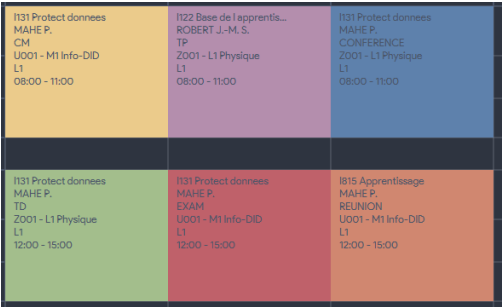 I131 Protect donnees
MAHE P.
CM
U001 - M1 Info-DID
L1
08:00 - 11:00
I122 Base de l apprentis...
ROBERT J.-M. S.
TP
Z001 - L1 Physique
L1
08:00 - 11:00
I131 Protect donnees
MAHE P.
CONFERENCE
Z001 - L1 Physique
L1
08:00 - 11:00
I131 Protect donnees
MAHE P.
TD
Z001 - L1 Physique
L1
12:00 - 15:00
I131 Protect donnees
MAHE P.
EXAM
U001 - M1 Info-DID
L1
12:00 - 15:00
I815 Apprentissage
MAHE P.
REUNION
U001 - M1 Info-DID
L1
12:00 - 15:00